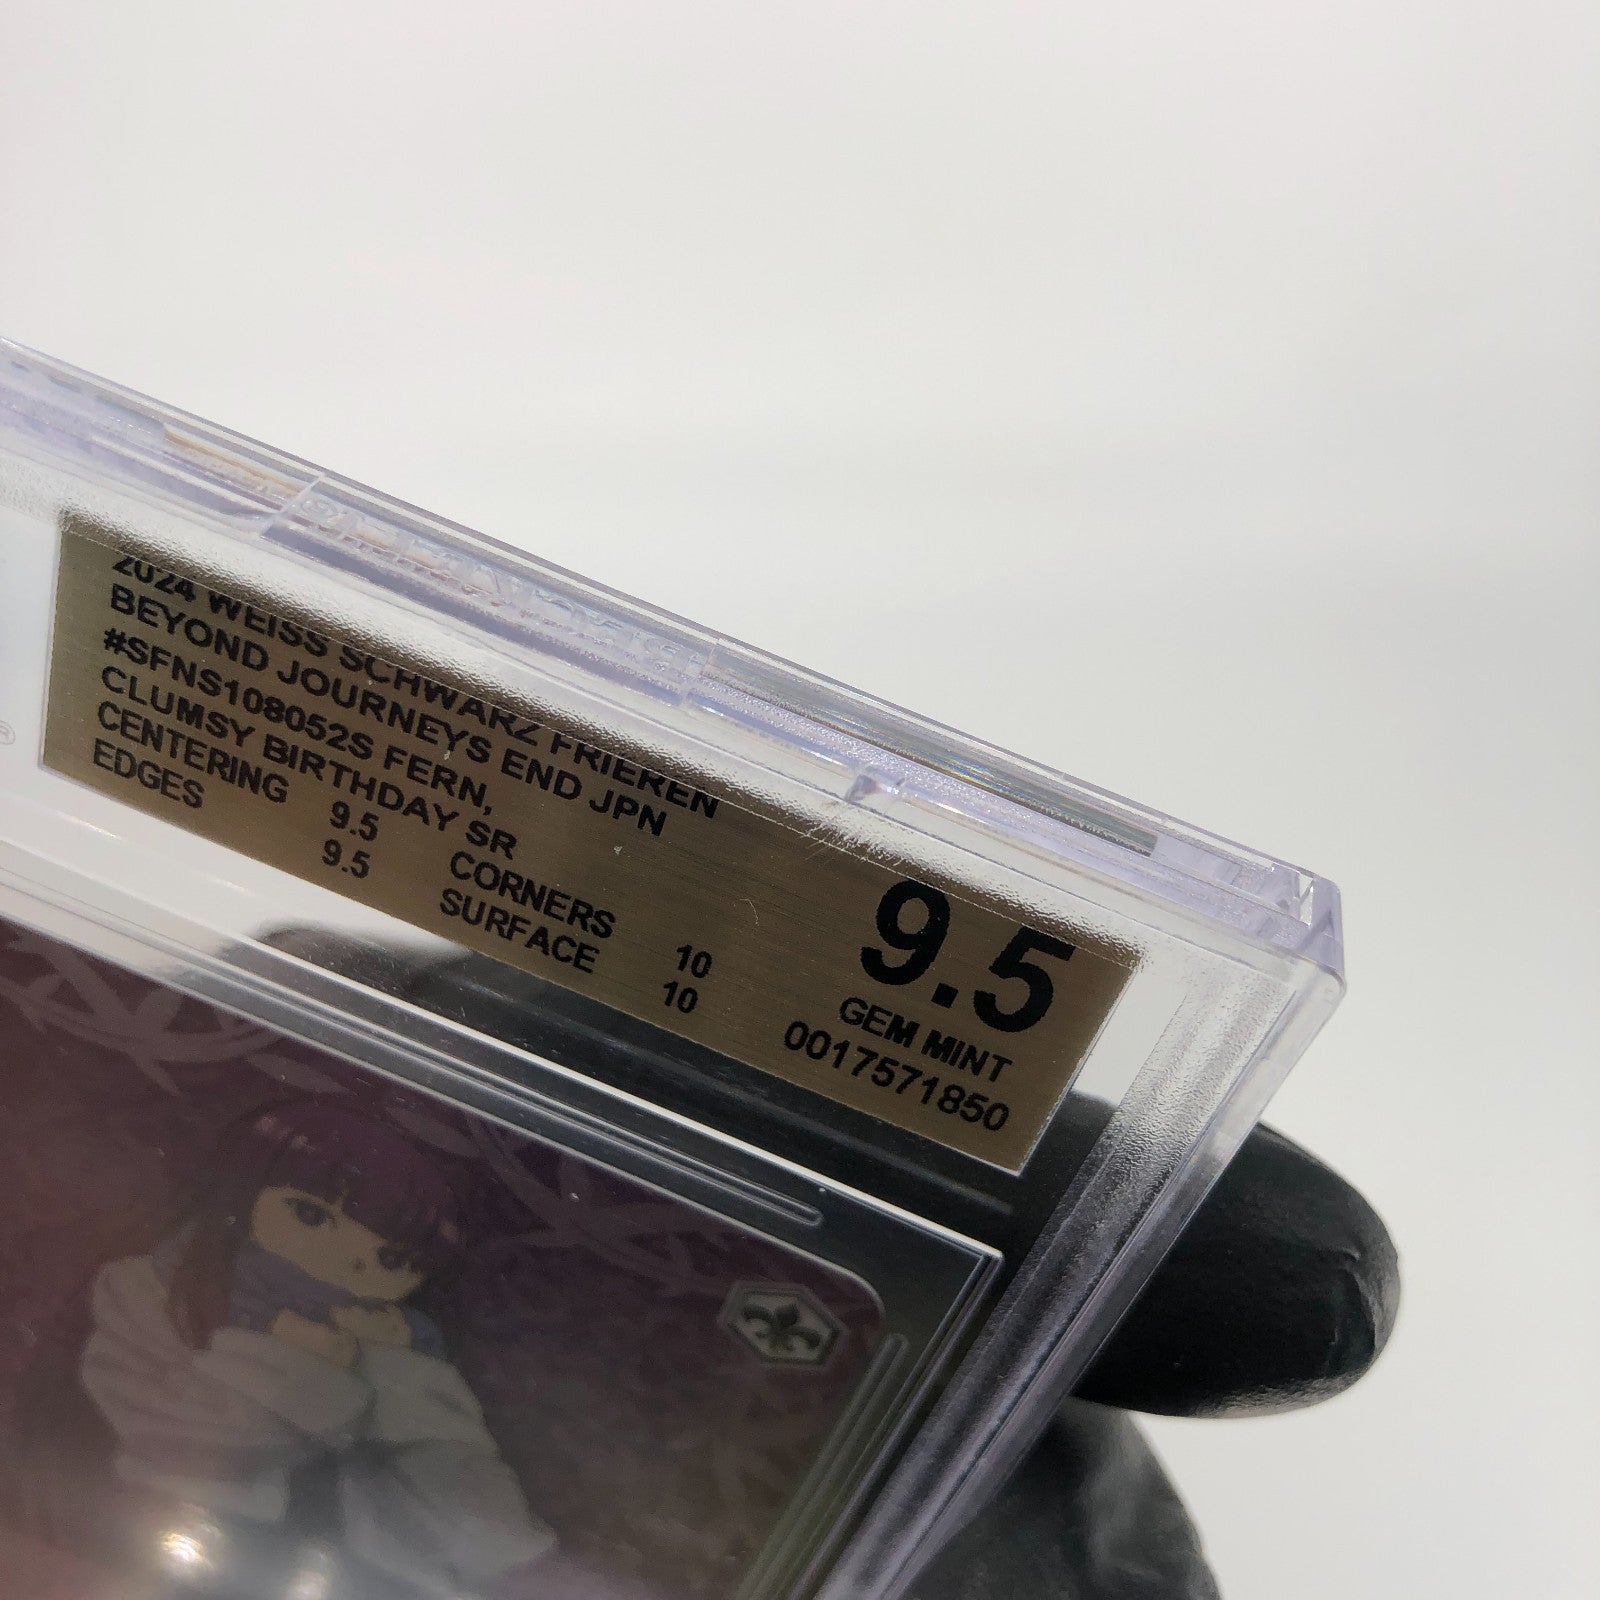 2024 WEISS SCHWARZ FRIEREN
BEYOND JOURNEYS END JPN
#SFNS108052S FERN,
CLUMSY BIRTHDAY SR
CENTERING 9.5 CORNERS 10
EDGES 9.5 SURFACE 10
9.5
GEM MINT
0017571850